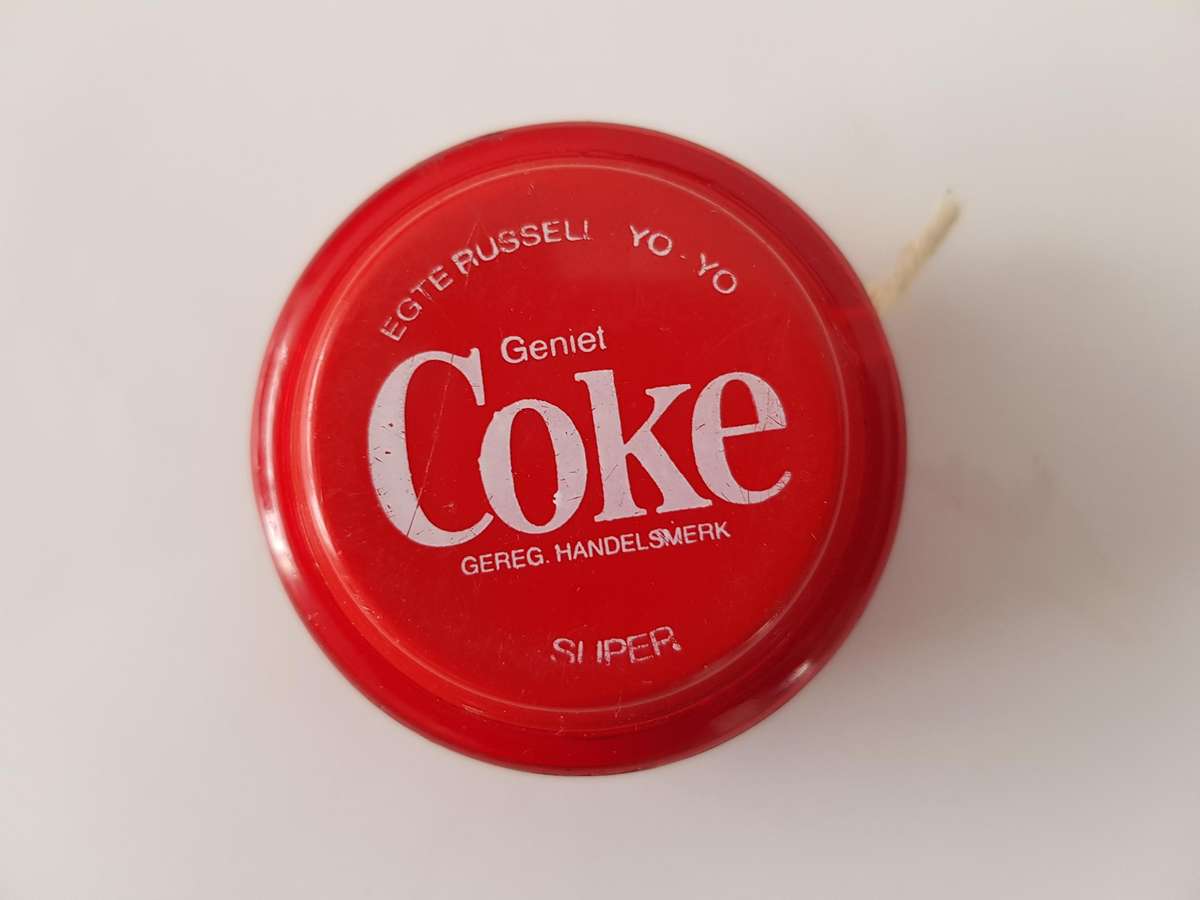 EGTE RUSSELL YO-YO
Geniet
Coke
GEREG. HANDELSMERK
SUPER